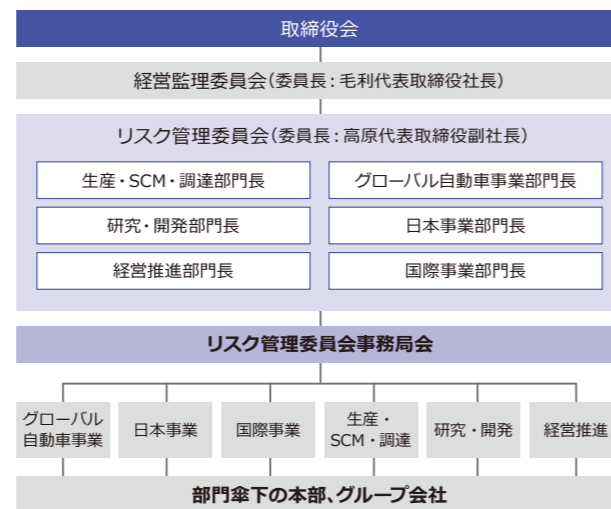 取締役会
経営監理委員会(委員長:毛利代表取締役社長)
リスク管理委員会(委員長:高原代表取締役副社長)
生産・SCM・調達部門長
グローバル自動車事業部門長
研究・開発部門長
日本事業部門長
経営推進部門長
国際事業部門長
リスク管理委員会事務局会
グローバル
自動車事業
日本事業
国際事業
生産・
SCM・調達
研究・開発
経営推進
部門傘下の本部、グループ会社